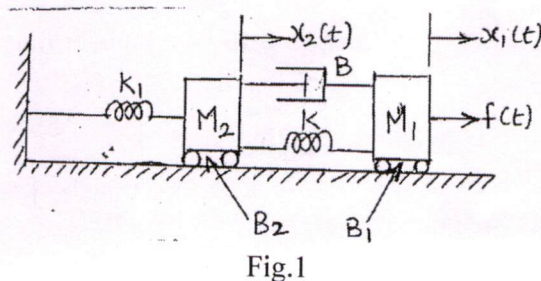 x₂(t) x₁(t)
B
K₁
M₂ M₁ f(t)
K
B₂ B₁
Fig.1